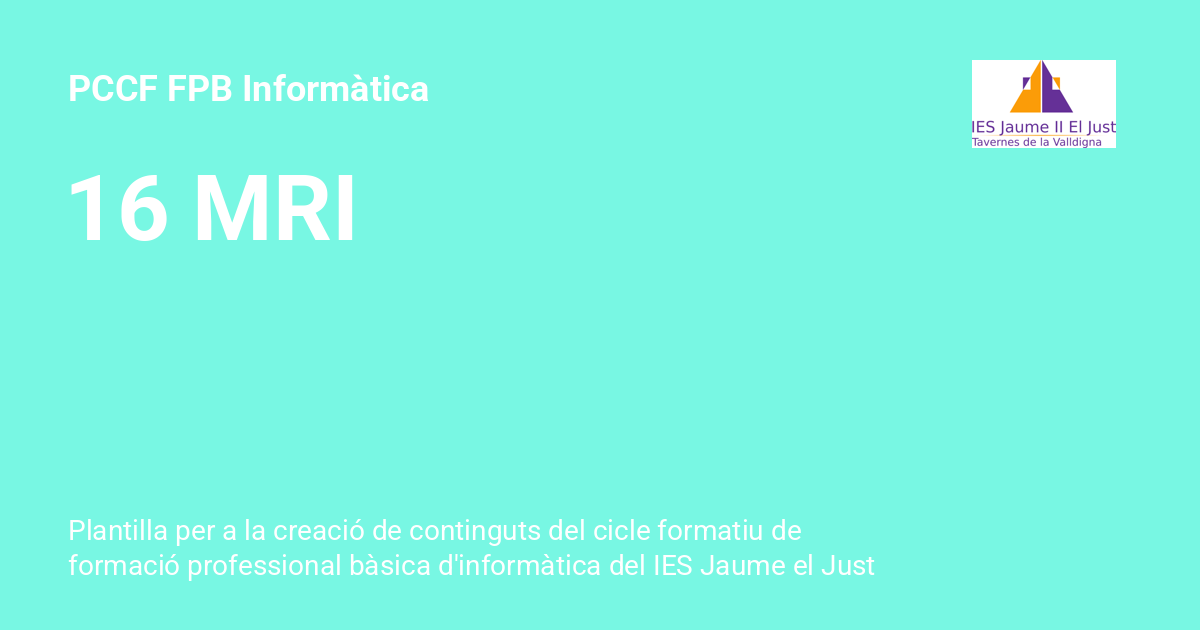 PCCF FPB Informàtica
IES Jaume II El Just
Tavernes de la Valldigna
16 MRI
Plantilla per a la creació de continguts del cicle formatiu de
formació professional bàsica d'informàtica del IES Jaume el Just